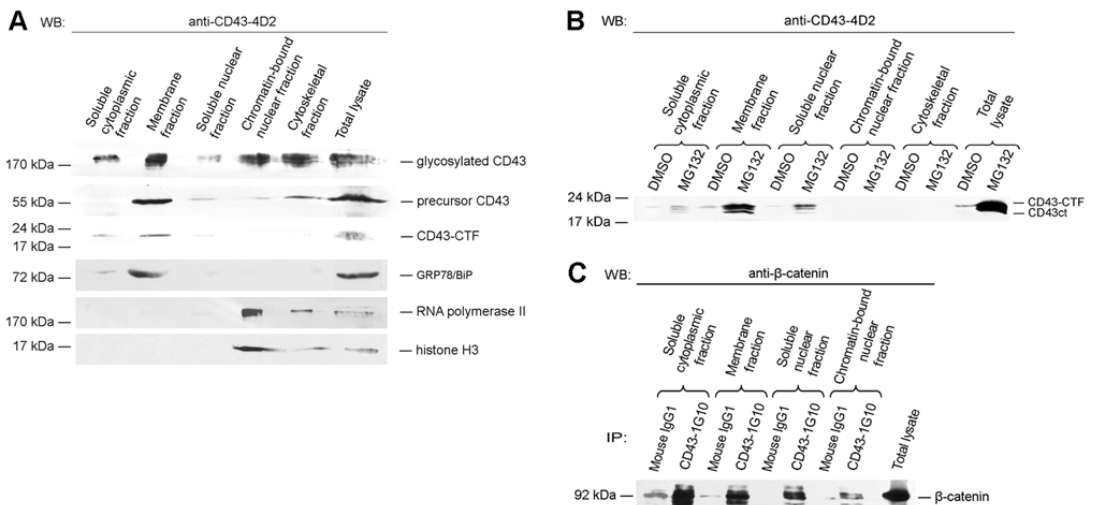 A
WB:
anti-CD43-4D2
Soluble
cytoplasmic
fraction
Membrane
fraction
Soluble nuclear
fraction
Chromatin-bound
nuclear fraction
Cytoskeletal
fraction
Total lysate
170 kDa
glycosylated CD43
55 kDa
precursor CD43
24 kDa
17 kDa
CD43-CTF
72 kDa
GRP78/BiP
170 kDa
RNA polymerase II
17 kDa
histone H3
B
WB:
anti-CD43-4D2
Soluble
cytoplasmic
fraction
Membrane
fraction
Soluble nuclear
fraction
Chromatin-bound
nuclear fraction
Cytoskeletal
fraction
Total
lysate
DMSO
MG132
DMSO
MG132
DMSO
MG132
DMSO
MG132
DMSO
MG132
DMSO
MG132
24 kDa
17 kDa
CD43-CTF
CD43ct
C
WB:
anti-β-catenin
Soluble
cytoplasmic
fraction
Membrane
fraction
Soluble
nuclear
fraction
Chromatin-bound
nuclear
fraction
IP:
Mouse IgG1
CD43-1G10
Mouse IgG1
CD43-1G10
Mouse IgG1
CD43-1G10
Mouse IgG1
CD43-1G10
Total lysate
92 kDa
β-catenin